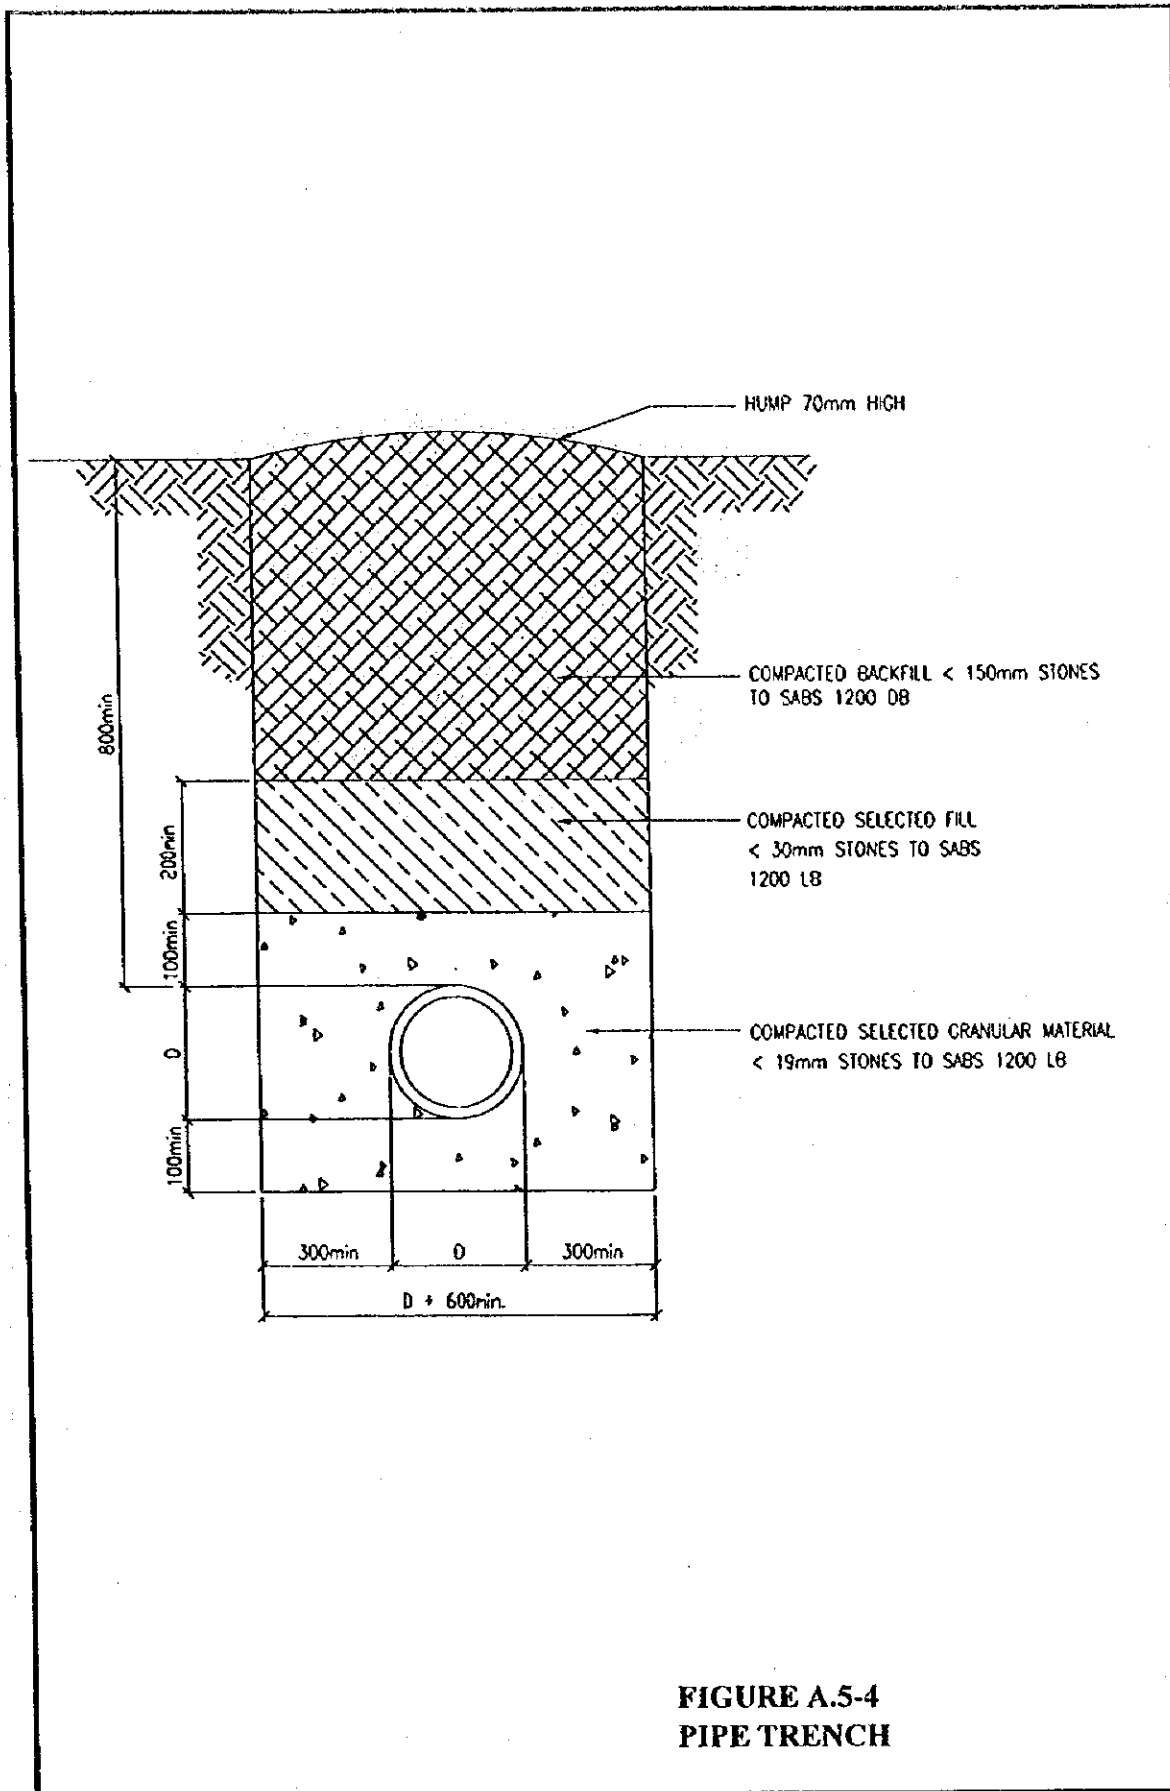 HUMP 70mm HIGH
800min
COMPACTED BACKFILL < 150mm STONES
TO SABS 1200 DB
200min
COMPACTED SELECTED FILL
< 30mm STONES TO SABS
1200 LB
100min
D
COMPACTED SELECTED GRANULAR MATERIAL
< 19mm STONES TO SABS 1200 LB
100min
300min D 300min
D + 600min.
FIGURE A.5-4
PIPE TRENCH